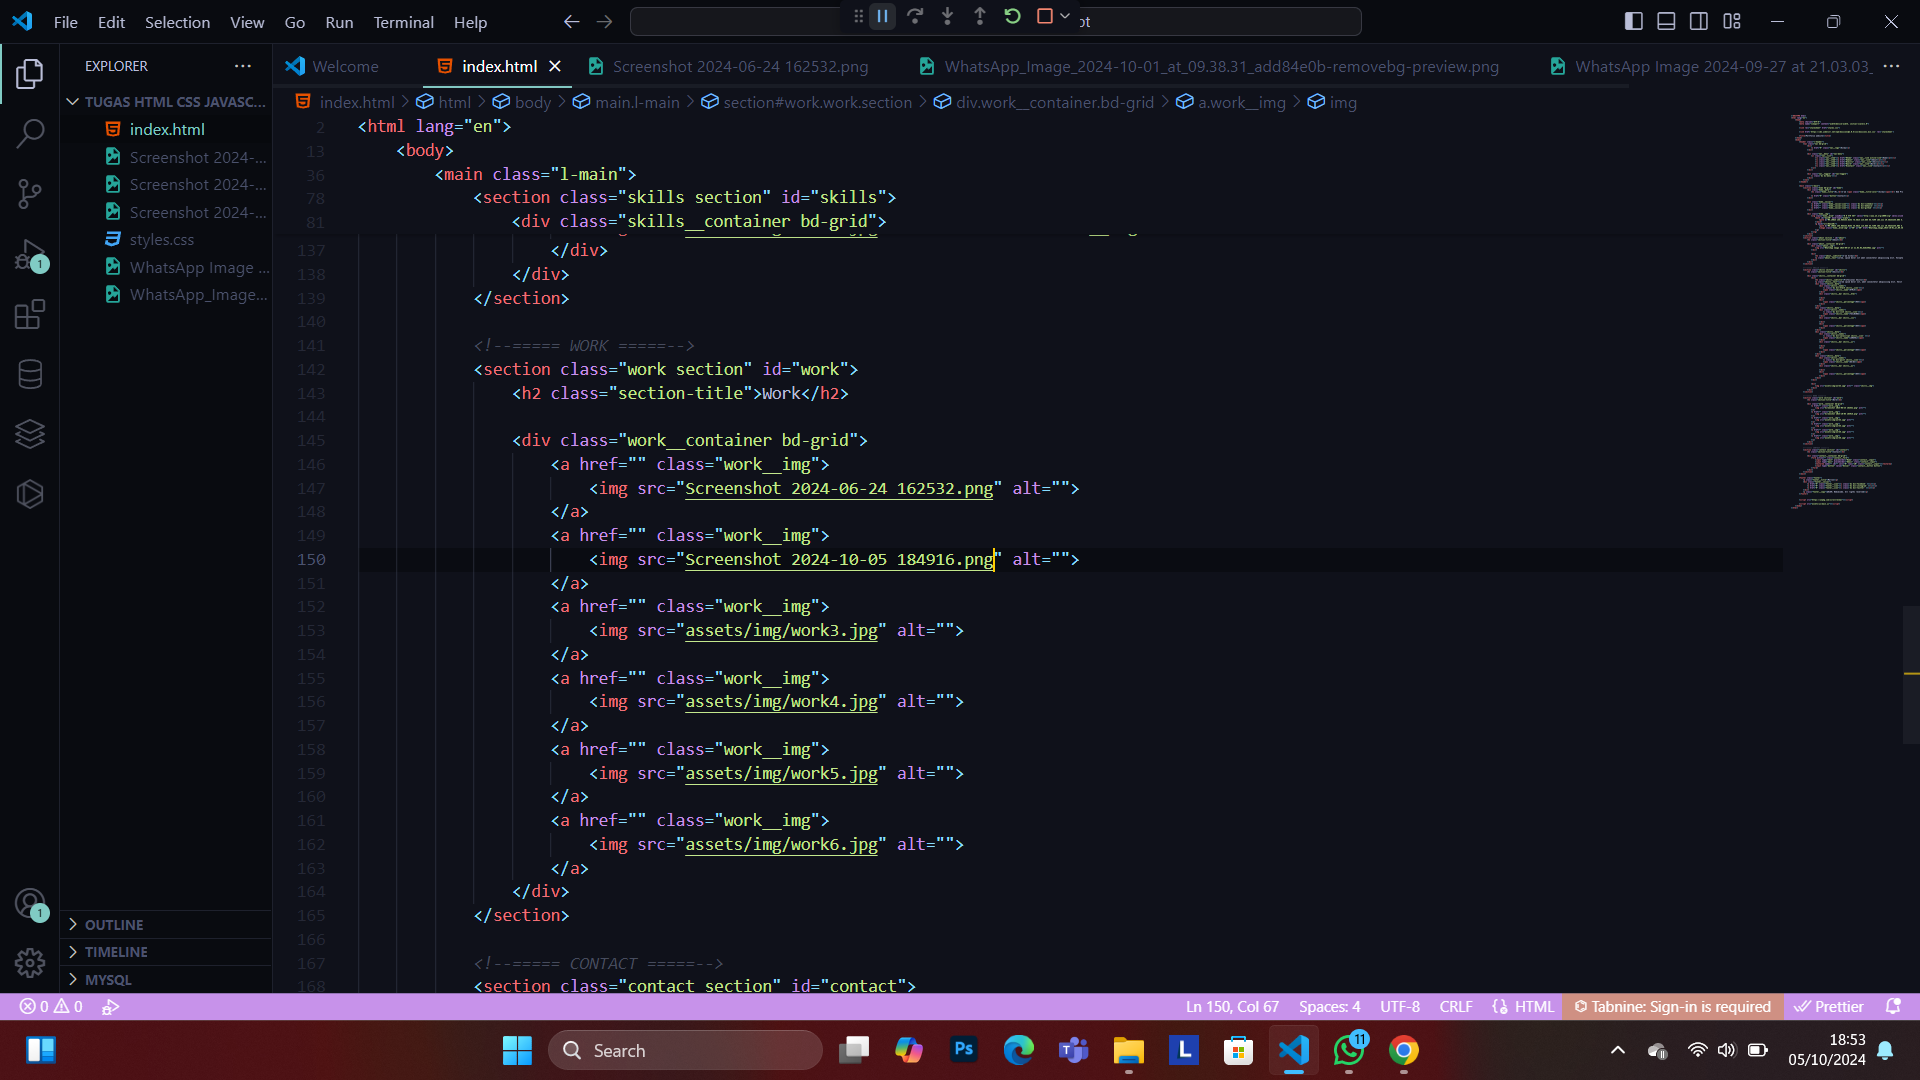 File Edit Selection View Go Run Terminal Help
pt
EXPLORER
Welcome
index.html
Screenshot 2024-06-24 162532.png
WhatsApp_Image_2024-10-01_at_09.38.31_add84e0b-removebg-preview.png
WhatsApp Image 2024-09-27 at 21.03.03_
TUGAS HTML CSS JAVASC...
index.html
Screenshot 2024-...
Screenshot 2024-...
Screenshot 2024-...
styles.css
WhatsApp Image ...
WhatsApp_Image...
1
1
OUTLINE
TIMELINE
MYSQL
index.html > html > body > main.l-main > section#work.work.section > div.work__container.bd-grid > a.work__img > img
2 <html lang="en">
13 <body>
36 <main class="l-main">
78 <section class="skills section" id="skills">
81 <div class="skills__container bd-grid">
137 </div>
138 </div>
139 </section>
140
141 <!--===== WORK =====-->
142 <section class="work section" id="work">
143 <h2 class="section-title">Work</h2>
144
145 <div class="work__container bd-grid">
146 <a href="" class="work__img">
147 <img src="Screenshot 2024-06-24 162532.png" alt="">
148 </a>
149 <a href="" class="work__img">
150 <img src="Screenshot 2024-10-05 184916.png" alt="">
151 </a>
152 <a href="" class="work__img">
153 <img src="assets/img/work3.jpg" alt="">
154 </a>
155 <a href="" class="work__img">
156 <img src="assets/img/work4.jpg" alt="">
157 </a>
158 <a href="" class="work__img">
159 <img src="assets/img/work5.jpg" alt="">
160 </a>
161 <a href="" class="work__img">
162 <img src="assets/img/work6.jpg" alt="">
163 </a>
164 </div>
165 </section>
166
167 <!--===== CONTACT =====-->
168 <section class="contact section" id="contact">
0 0
Ln 150, Col 67 Spaces: 4 UTF-8 CRLF HTML Tabnine: Sign-in is required Prettier
Search
Ps
L
11
18:53
05/10/2024